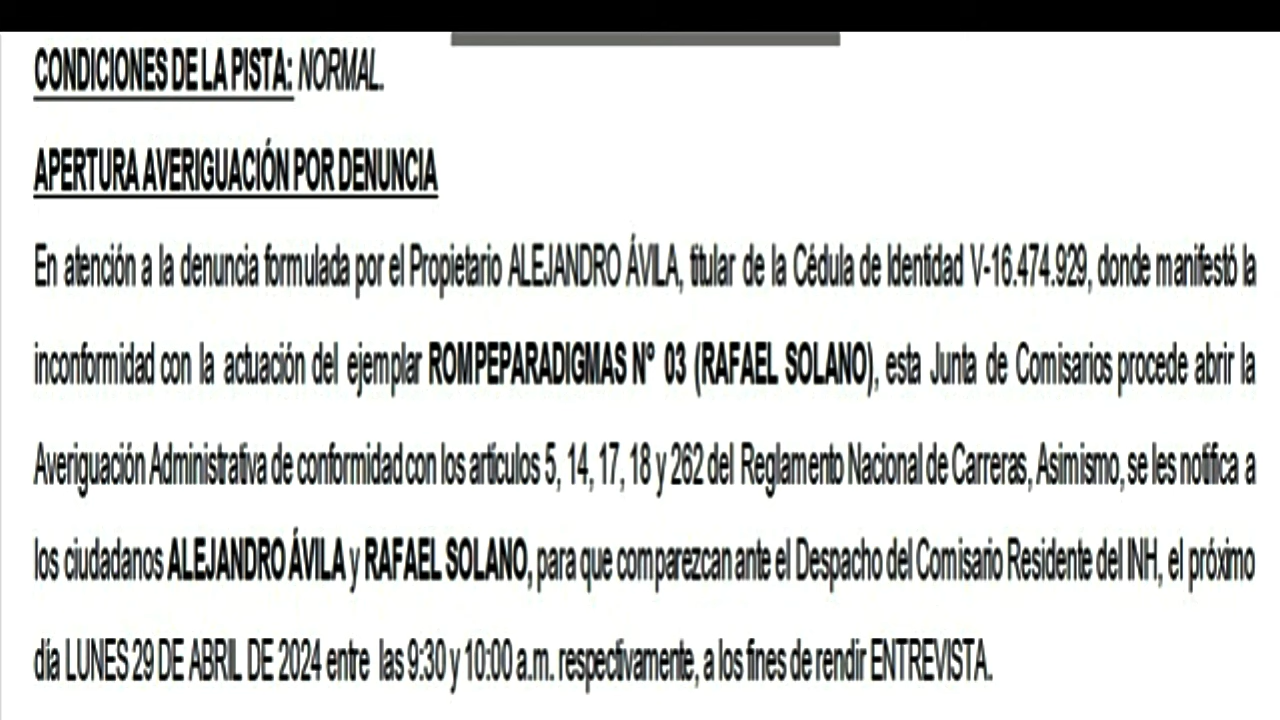 CONDICIONES DE LA PISTA: NORMAL.
APERTURA AVERIGUACIÓN POR DENUNCIA
En atención a la denuncia formulada por el Propietario ALEJANDRO ÁVILA, titular de la Cédula de Identidad V-16.474.929, donde manifestó la
inconformidad con la actuación del ejemplar ROMPEPARADIGMAS N° 03 (RAFAEL SOLANO), esta Junta de Comisarios procede abrir la
Averiguación Administrativa de conformidad con los artículos 5, 14, 17, 18 y 262 del Reglamento Nacional de Carreras, Asimismo, se les notifica a
los ciudadanos ALEJANDRO ÁVILA y RAFAEL SOLANO, para que comparezcan ante el Despacho del Comisario Residente del INH, el próximo
día LUNES 29 DE ABRIL DE 2024 entre las 9:30 y 10:00 a.m. respectivamente, a los fines de rendir ENTREVISTA.